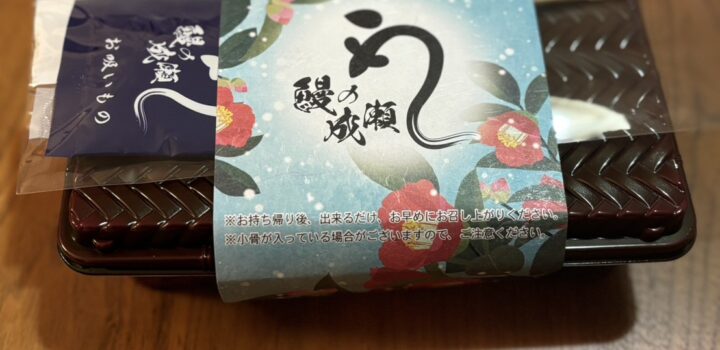 鰻の
成瀬
お吸いもの
う
鰻の
成瀬
※お持ち帰り後、出来るだけ、お早めにお召し上がりください。
※小骨が入っている場合がございますので、ご注意ください。